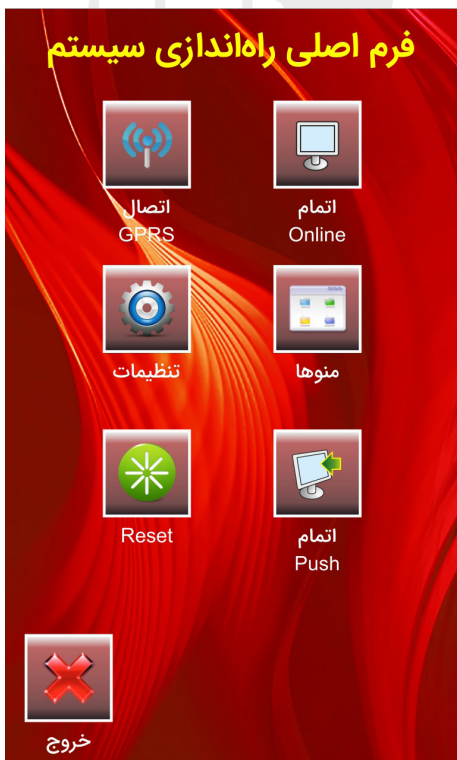 فرم اصلی راه‌اندازی سیستم
اتمام
Online
اتصال
GPRS
منوها
تنظیمات
اتمام
Push
Reset
خروج